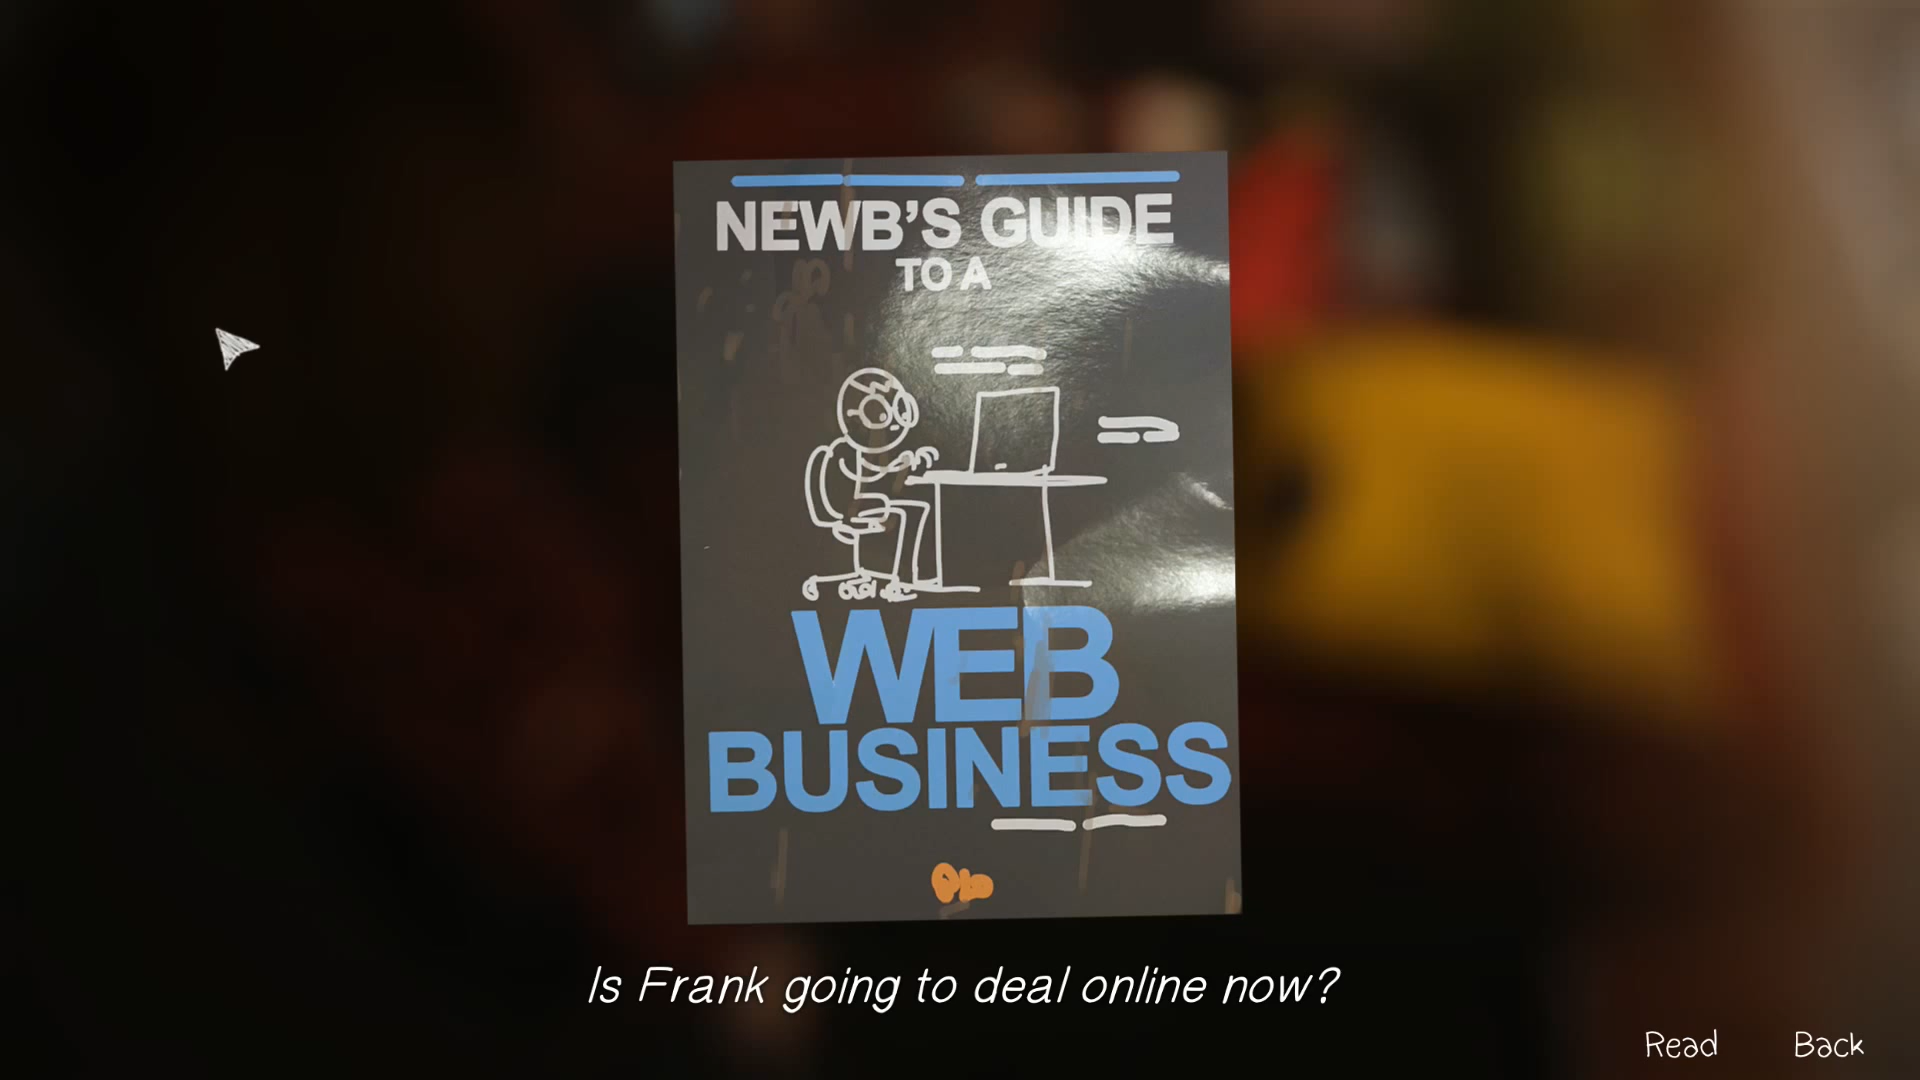 NEWB'S GUIDE
TO A
WEB
BUSINESS
Is Frank going to deal online now?
Read
Back